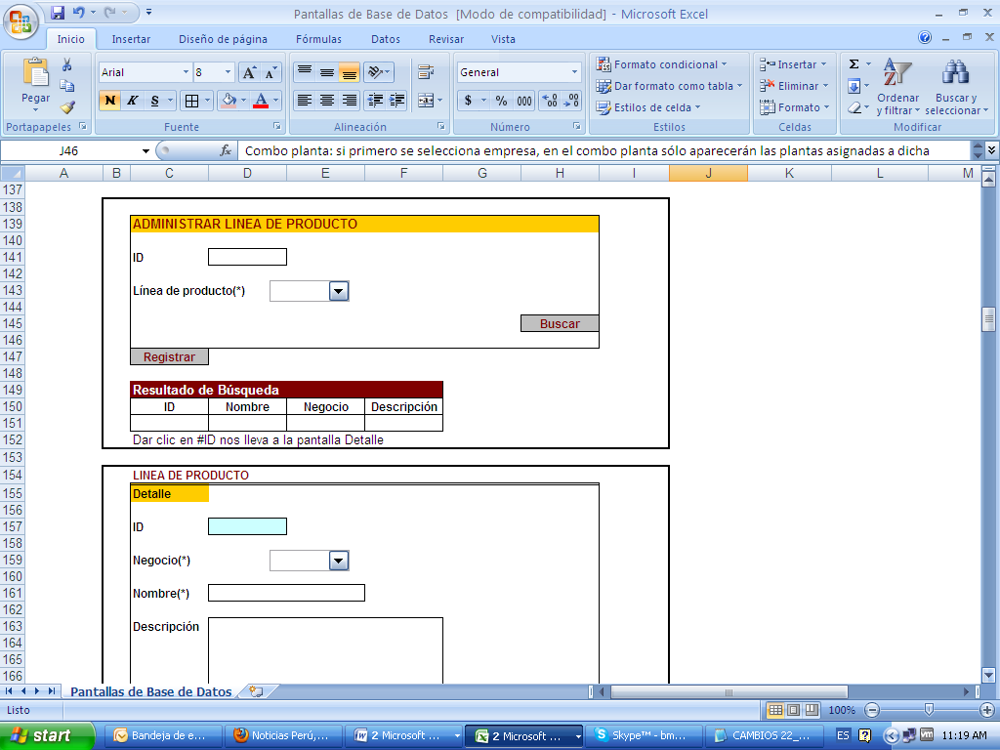 Pantallas de Base de Datos [Modo de compatibilidad] - Microsoft Excel
Inicio Insertar Diseño de página Fórmulas Datos Revisar Vista
Pegar
Portapapeles
Arial 8
N K S
Fuente
Alineación
General
$ % 000
Número
Formato condicional
Dar formato como tabla
Estilos de celda
Estilos
Insertar
Eliminar
Formato
Celdas
Σ
Ordenar y filtrar
Buscar y seleccionar
Modificar
J46 fx Combo planta: si primero se selecciona empresa, en el combo planta sólo aparecerán las plantas asignadas a dicha
A B C D E F G H I J K L M
137
138
139 ADMINISTRAR LINEA DE PRODUCTO
140
141 ID
142
143 Línea de producto(*)
144
145 Buscar
146
147 Registrar
148
149 Resultado de Búsqueda
150 ID Nombre Negocio Descripción
151
152 Dar clic en #ID nos lleva a la pantalla Detalle
153
154 LINEA DE PRODUCTO
155 Detalle
156
157 ID
158
159 Negocio(*)
160
161 Nombre(*)
162
163 Descripción
164
165
166
Pantallas de Base de Datos
Listo 100%
start Bandeja de e... Noticias Perú,... 2 Microsoft ... 2 Microsoft ... Skype™ - bm... CAMBIOS 22_... ES 11:19 AM